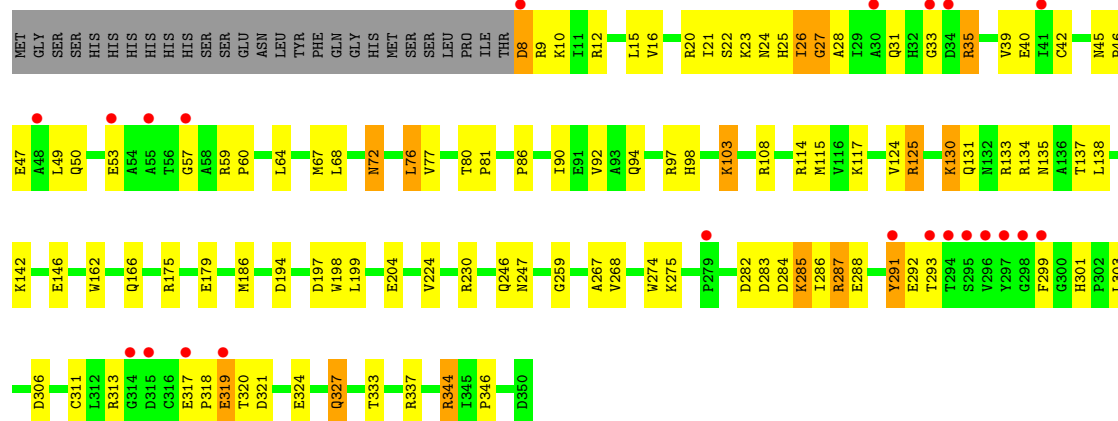 MET GLY SER SER HIS HIS HIS HIS HIS HIS SER SER GLU ASN LEU TYR PHE GLN GLY HIS MET SER SER LEU PRO ILE THR D8 R9 K10 I11 R12 L15 V16 R20 I21 S22 K23 N24 H25 I26 G27 A28 I29 A30 Q31 H32 G33 D34 R35 V39 E40 I41 C42 N45 P46
E47 A48 L49 Q50 E53 A54 A55 T56 G57 A58 R59 P60 L64 M67 L68 N72 L76 V77 T80 P81 P86 I90 E91 V92 A93 Q94 R97 H98 K103 R108 R114 M115 V116 K117 V124 R125 K130 Q131 N132 R133 R134 N135 A136 T137 L138
K142 E146 W162 Q166 R175 E179 M186 D194 D197 W198 L199 E204 V224 R230 Q246 N247 G259 A267 V268 W274 K275 P279 D282 D283 D284 K285 I286 R287 E288 Y291 E292 T293 T294 S295 V296 Y297 G298 F299 G300 H301 P302 L303
D306 C311 L312 R313 G314 D315 C316 E317 P318 E319 T320 D321 E324 Q327 T333 R337 R344 I345 P346 D350